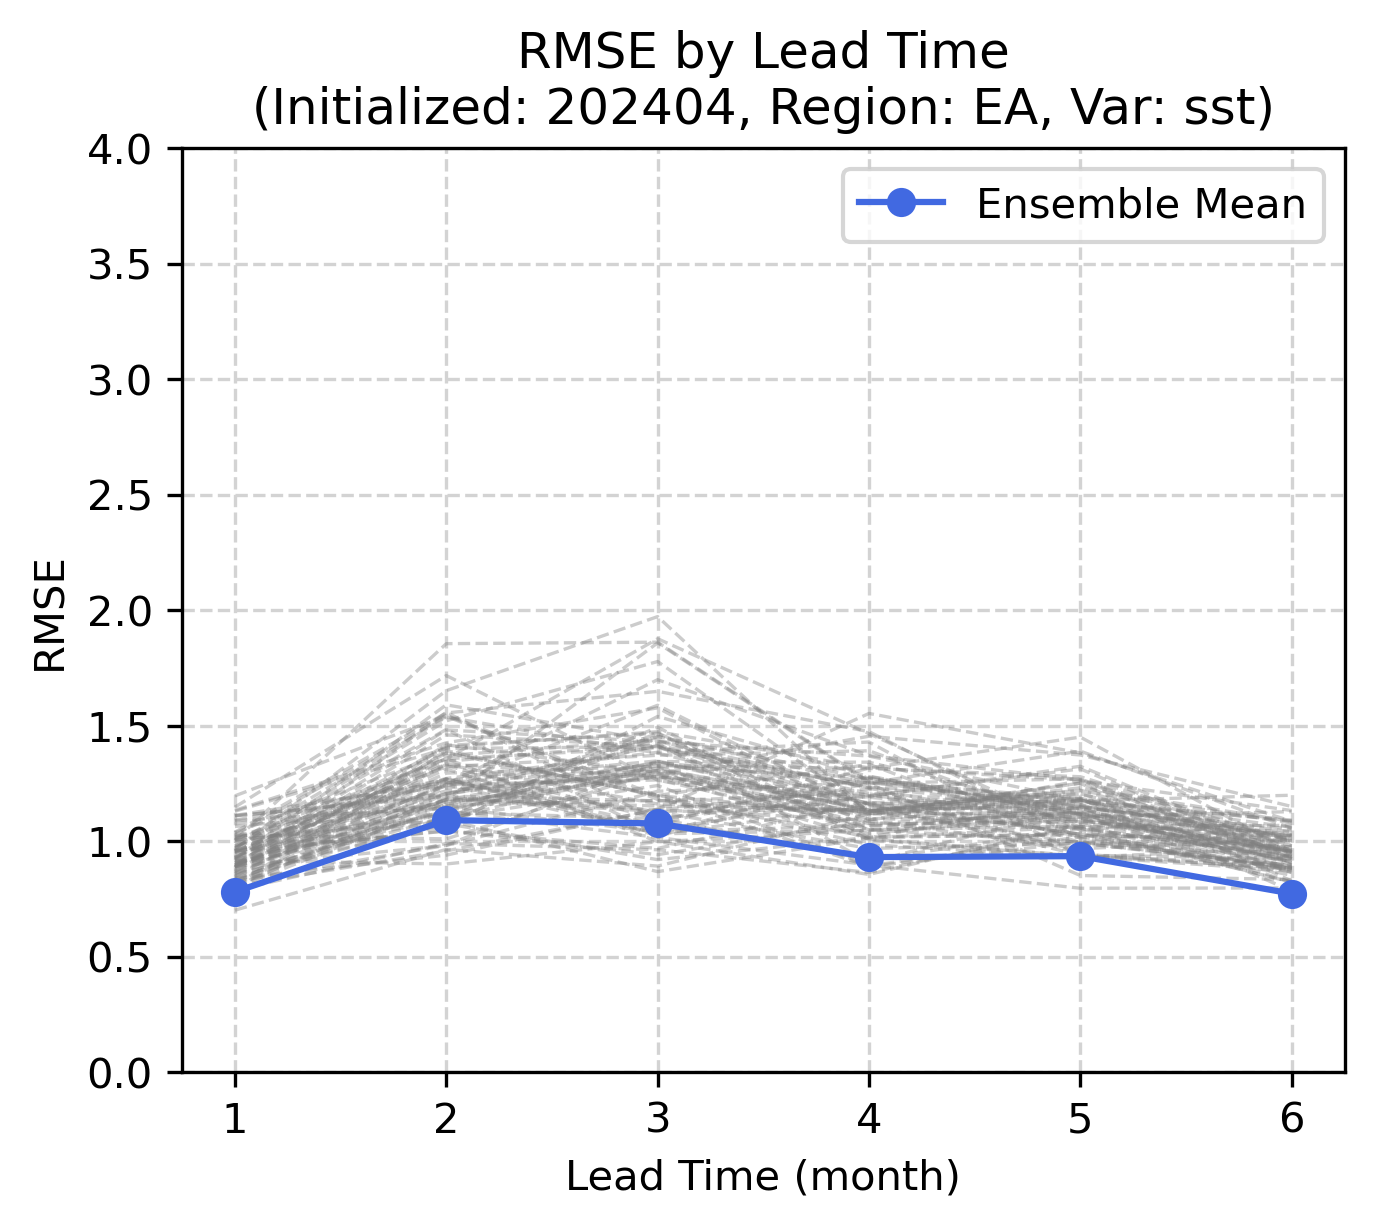 RMSE by Lead Time
(Initialized: 202404, Region: EA, Var: sst)
Ensemble Mean
RMSE
4.0
3.5
3.0
2.5
2.0
1.5
1.0
0.5
0.0
1 2 3 4 5 6
Lead Time (month)